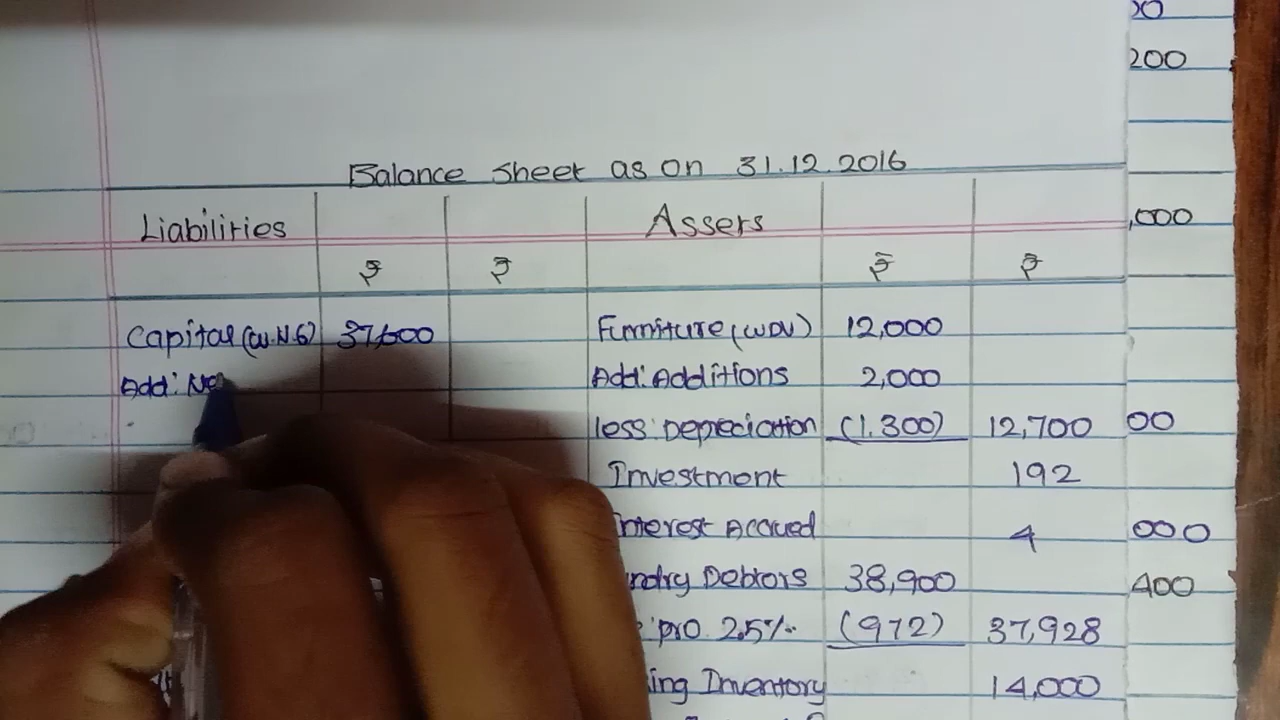 00
200
Balance Sheet as on 31.12.2016
Liabilities Assets
,000
₹ ₹ ₹ ₹
Capital (W.N.6) 37,600 Furniture (WDV) 12,000
Add: Additions 2,000
Add:
less: Depreciation (1,300) 12,700
00
Investment 192
Interest Accrued 4
000
Debtors 38,900
400
pro 2.5% (972) 37,928
Inventory 14,000